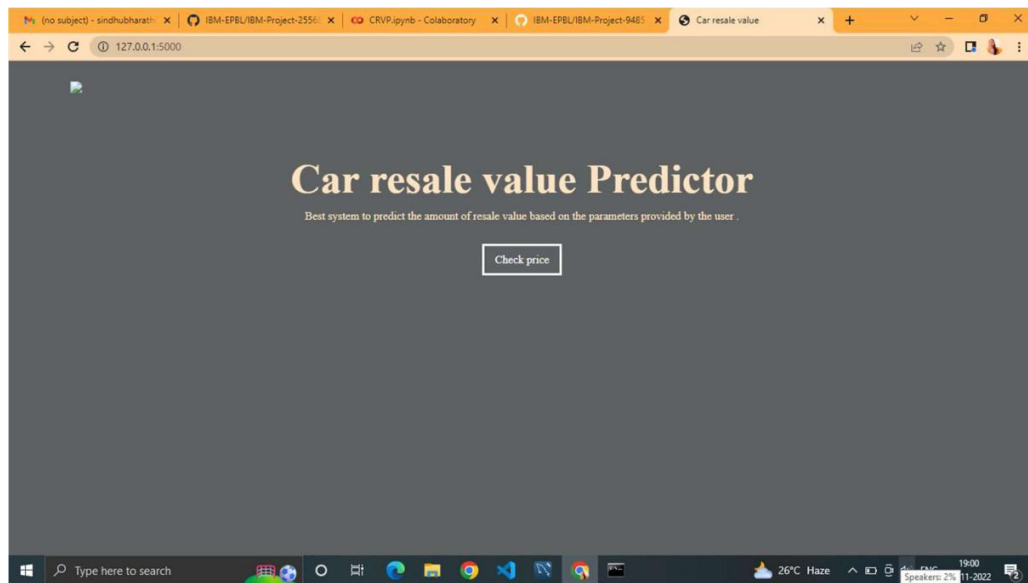 (no subject) - sindhubharath
IBM-EPBL/IBM-Project-2556
CRVP.ipynb - Colaboratory
IBM-EPBL/IBM-Project-9485
Car resale value
127.0.0.1:5000
Car resale value Predictor
Best system to predict the amount of resale value based on the parameters provided by the user .
Check price
Type here to search
26°C Haze
19:00
Speakers: 2%
11-2022